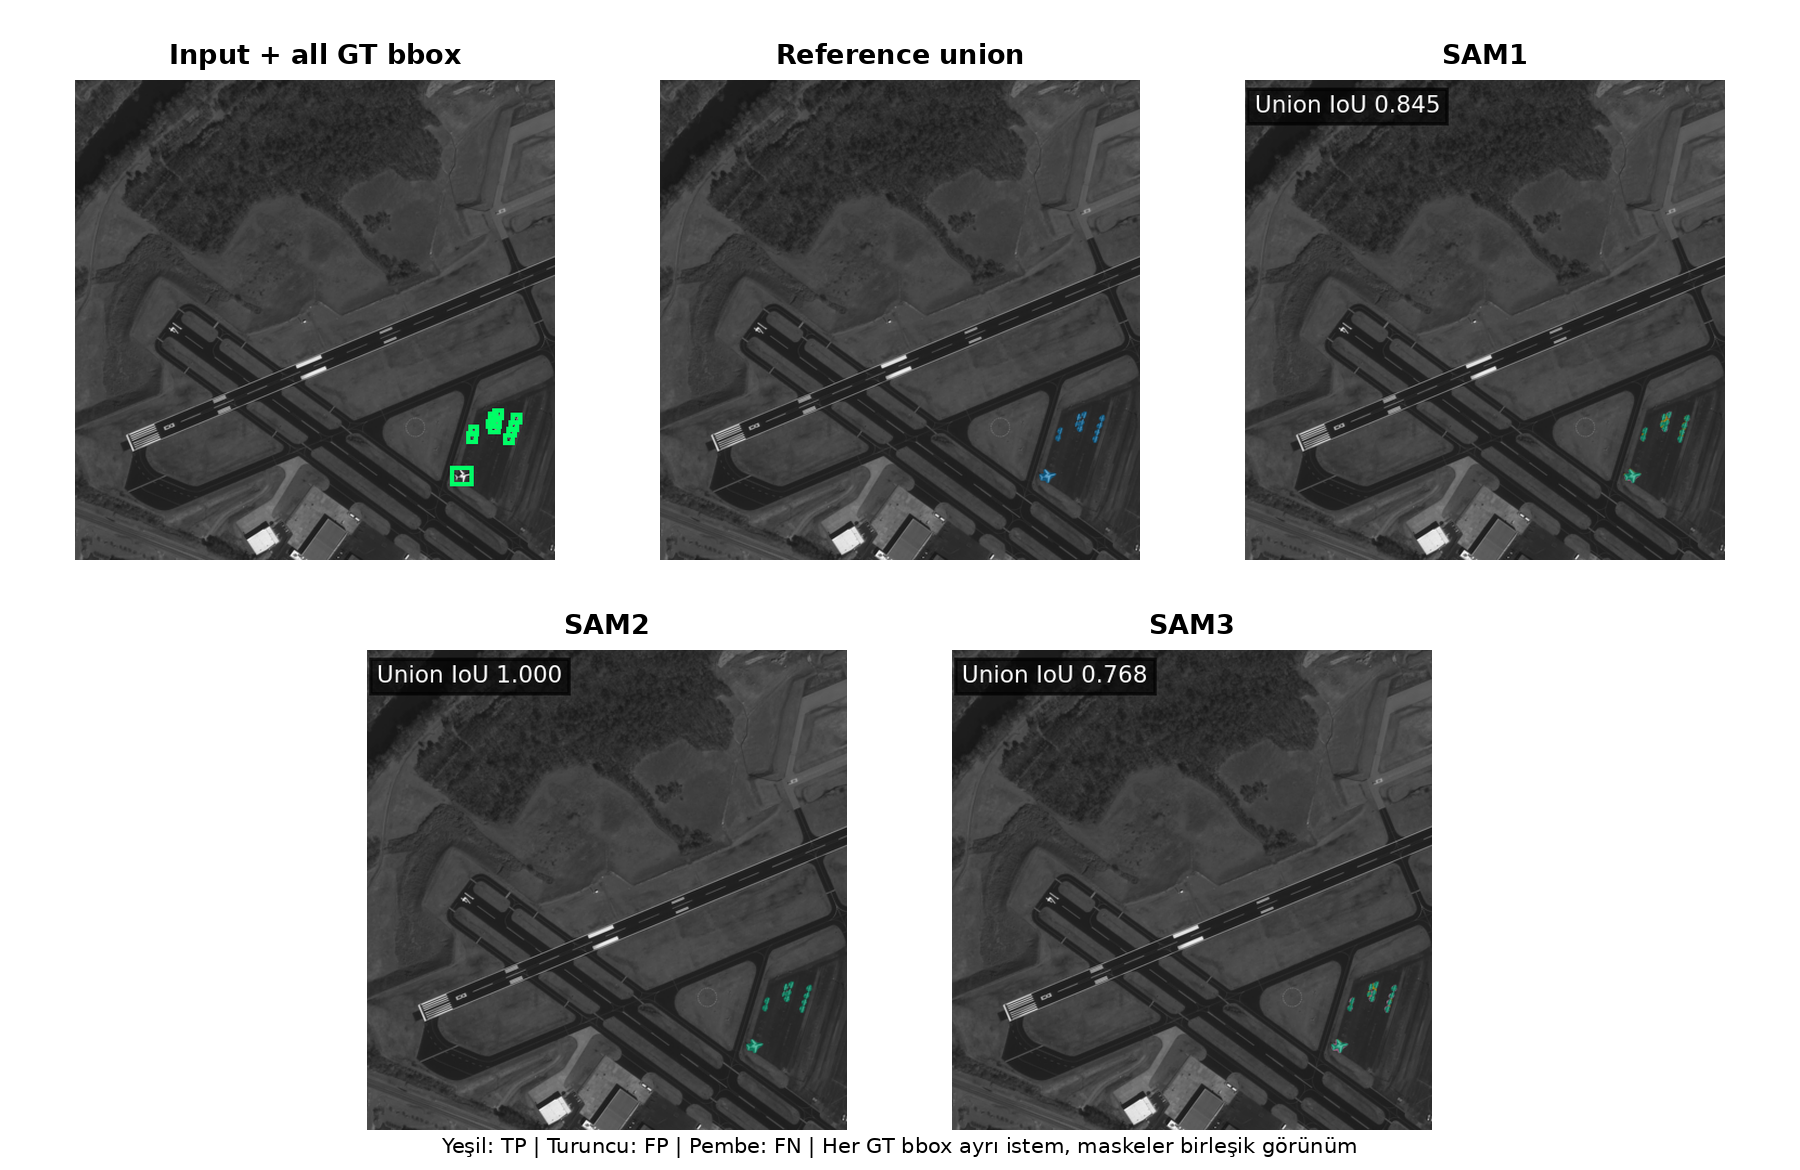 Input + all GT bbox
Reference union
SAM1
Union IoU 0.845
SAM2
SAM3
Union IoU 1.000
Union IoU 0.768
Yeşil: TP | Turuncu: FP | Pembe: FN | Her GT bbox ayrı istem, maskeler birleşik görünüm